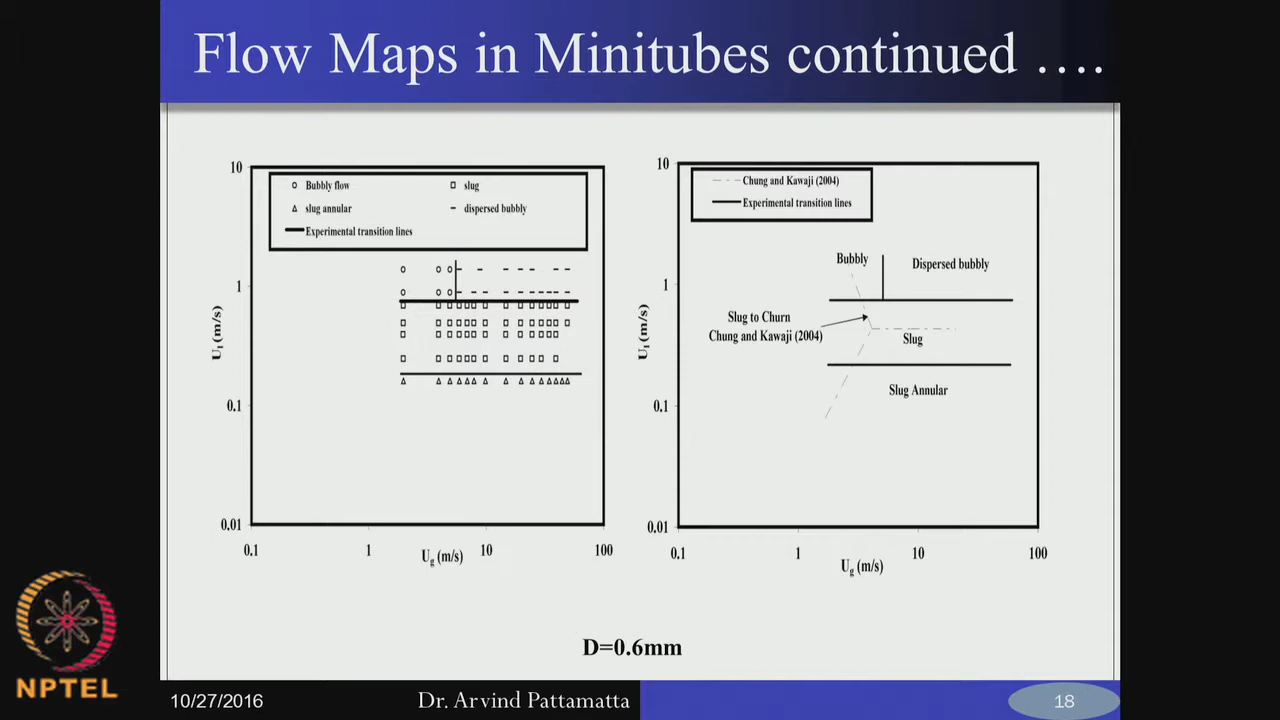 Flow Maps in Minitubes continued ….
10
1
0.1
0.01
0.1
1
10
100
U_l (m/s)
U_g (m/s)
Bubbly flow
slug
slug annular
dispersed bubbly
Experimental transition lines
10
1
0.1
0.01
0.1
1
10
100
U_l (m/s)
U_g (m/s)
Chung and Kawaji (2004)
Experimental transition lines
Bubbly
Dispersed bubbly
Slug to Churn
Chung and Kawaji (2004)
Slug
Slug Annular
D=0.6mm
NPTEL
10/27/2016
Dr. Arvind Pattamatta
18